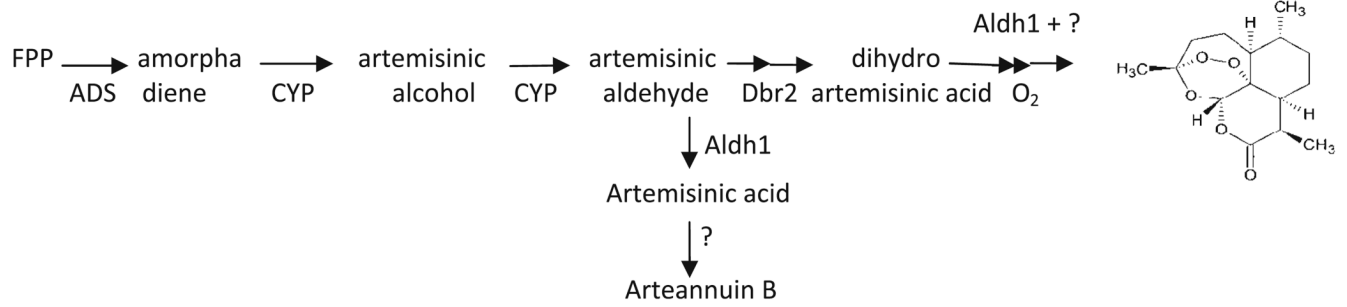 FPP
ADS
amorpha
diene
CYP
artemisinic
alcohol
CYP
artemisinic
aldehyde
Dbr2
dihydro
artemisinic acid
Aldh1 + ?
O₂
CH₃
H
H₃C
O
O
O
H
O
H
CH₃
O
Aldh1
Artemisinic acid
?
Arteannuin B